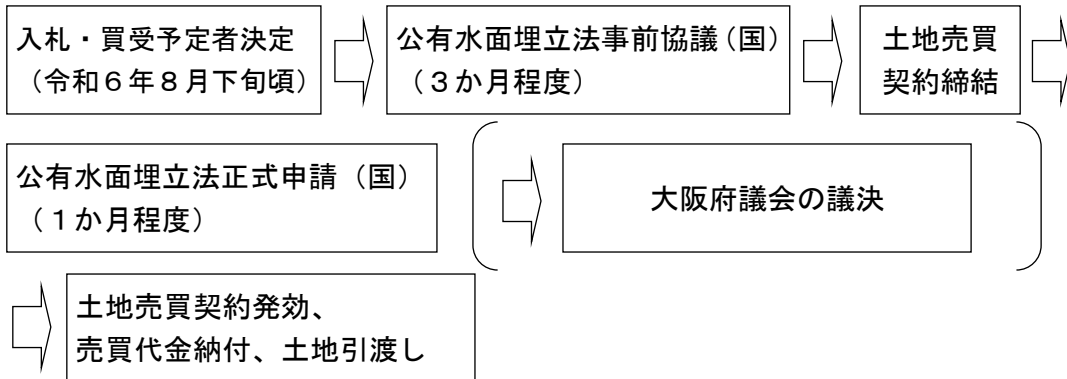 入札・買受予定者決定
（令和６年８月下旬頃）
公有水面埋立法事前協議（国）
（３か月程度）
土地売買
契約締結
公有水面埋立法正式申請（国）
（１か月程度）
大阪府議会の議決
土地売買契約発効、
売買代金納付、土地引渡し